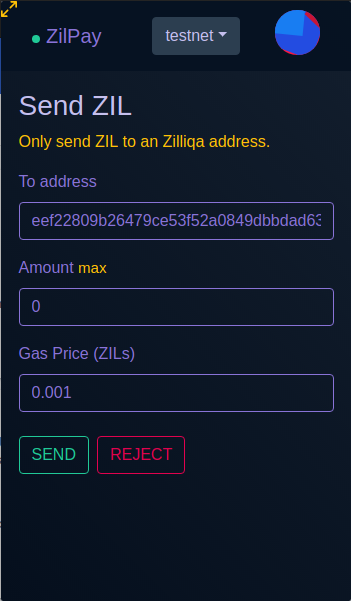 ZilPay
testnet
Send ZIL
Only send ZIL to an Zilliqa address.
To address
eef22809b26479ce53f52a0849dbbdad63
Amount max
0
Gas Price (ZILs)
0.001
SEND REJECT